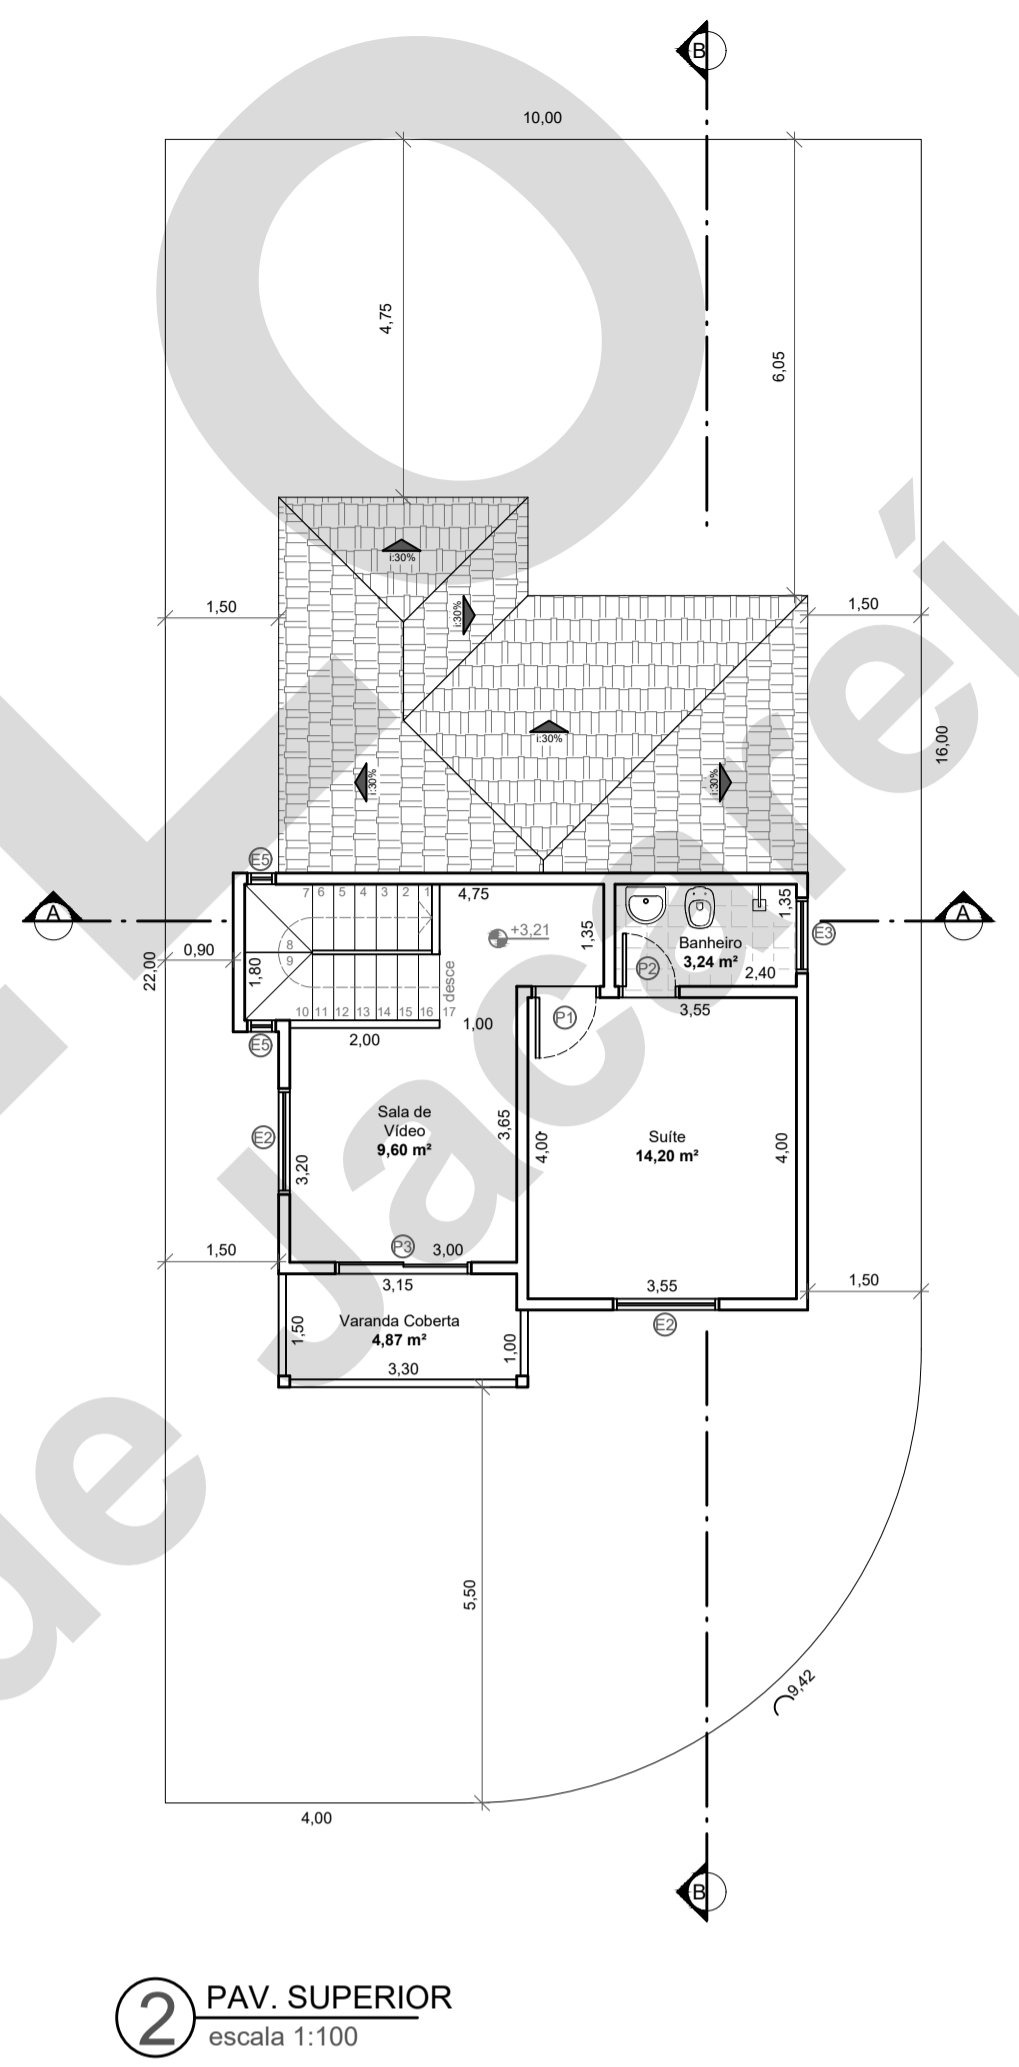 B
10,00
4,75
6,05
i:30%
1,50
i:30%
1,50
i:30%
16,00
i:30%
i:30%
E5
A
7 6 5 4 3 2 1
4,75
1,35
1,35
A
+3,21
Banheiro
3,24 m²
E3
0,90
8
9
1,80
22,00
desce
P2
2,40
10 11 12 13 14 15 16 17
1,00
P1
3,55
E5
2,00
Sala de
Vídeo
9,60 m²
3,65
4,00
Suíte
14,20 m²
4,00
E2
3,20
1,50
P3
3,00
3,15
3,55
1,50
Varanda Coberta
4,87 m²
1,50
1,00
E2
3,30
5,50
9,42
4,00
B
2
PAV. SUPERIOR
escala 1:100
de Jacareí